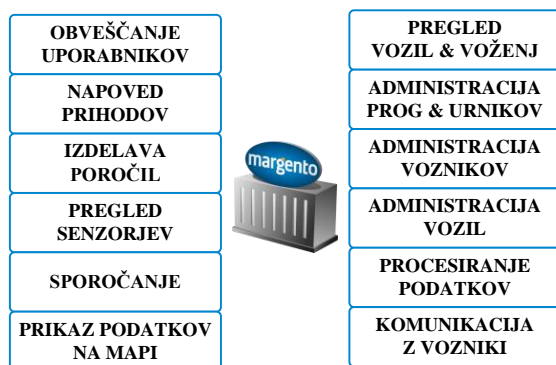 OBVEŠČANJE
UPORABNIKOV
NAPOVED
PRIHODOV
IZDELAVA
POROČIL
PREGLED
SENZORJEV
SPOROČANJE
PRIKAZ PODATKOV
NA MAPI
margento
PREGLED
VOZIL & VOŽENJ
ADMINISTRACIJA
PROG & URNIKOV
ADMINISTRACIJA
VOZNIKOV
ADMINISTRACIJA
VOZIL
PROCESIRANJE
PODATKOV
KOMUNIKACIJA
Z VOZNIKI